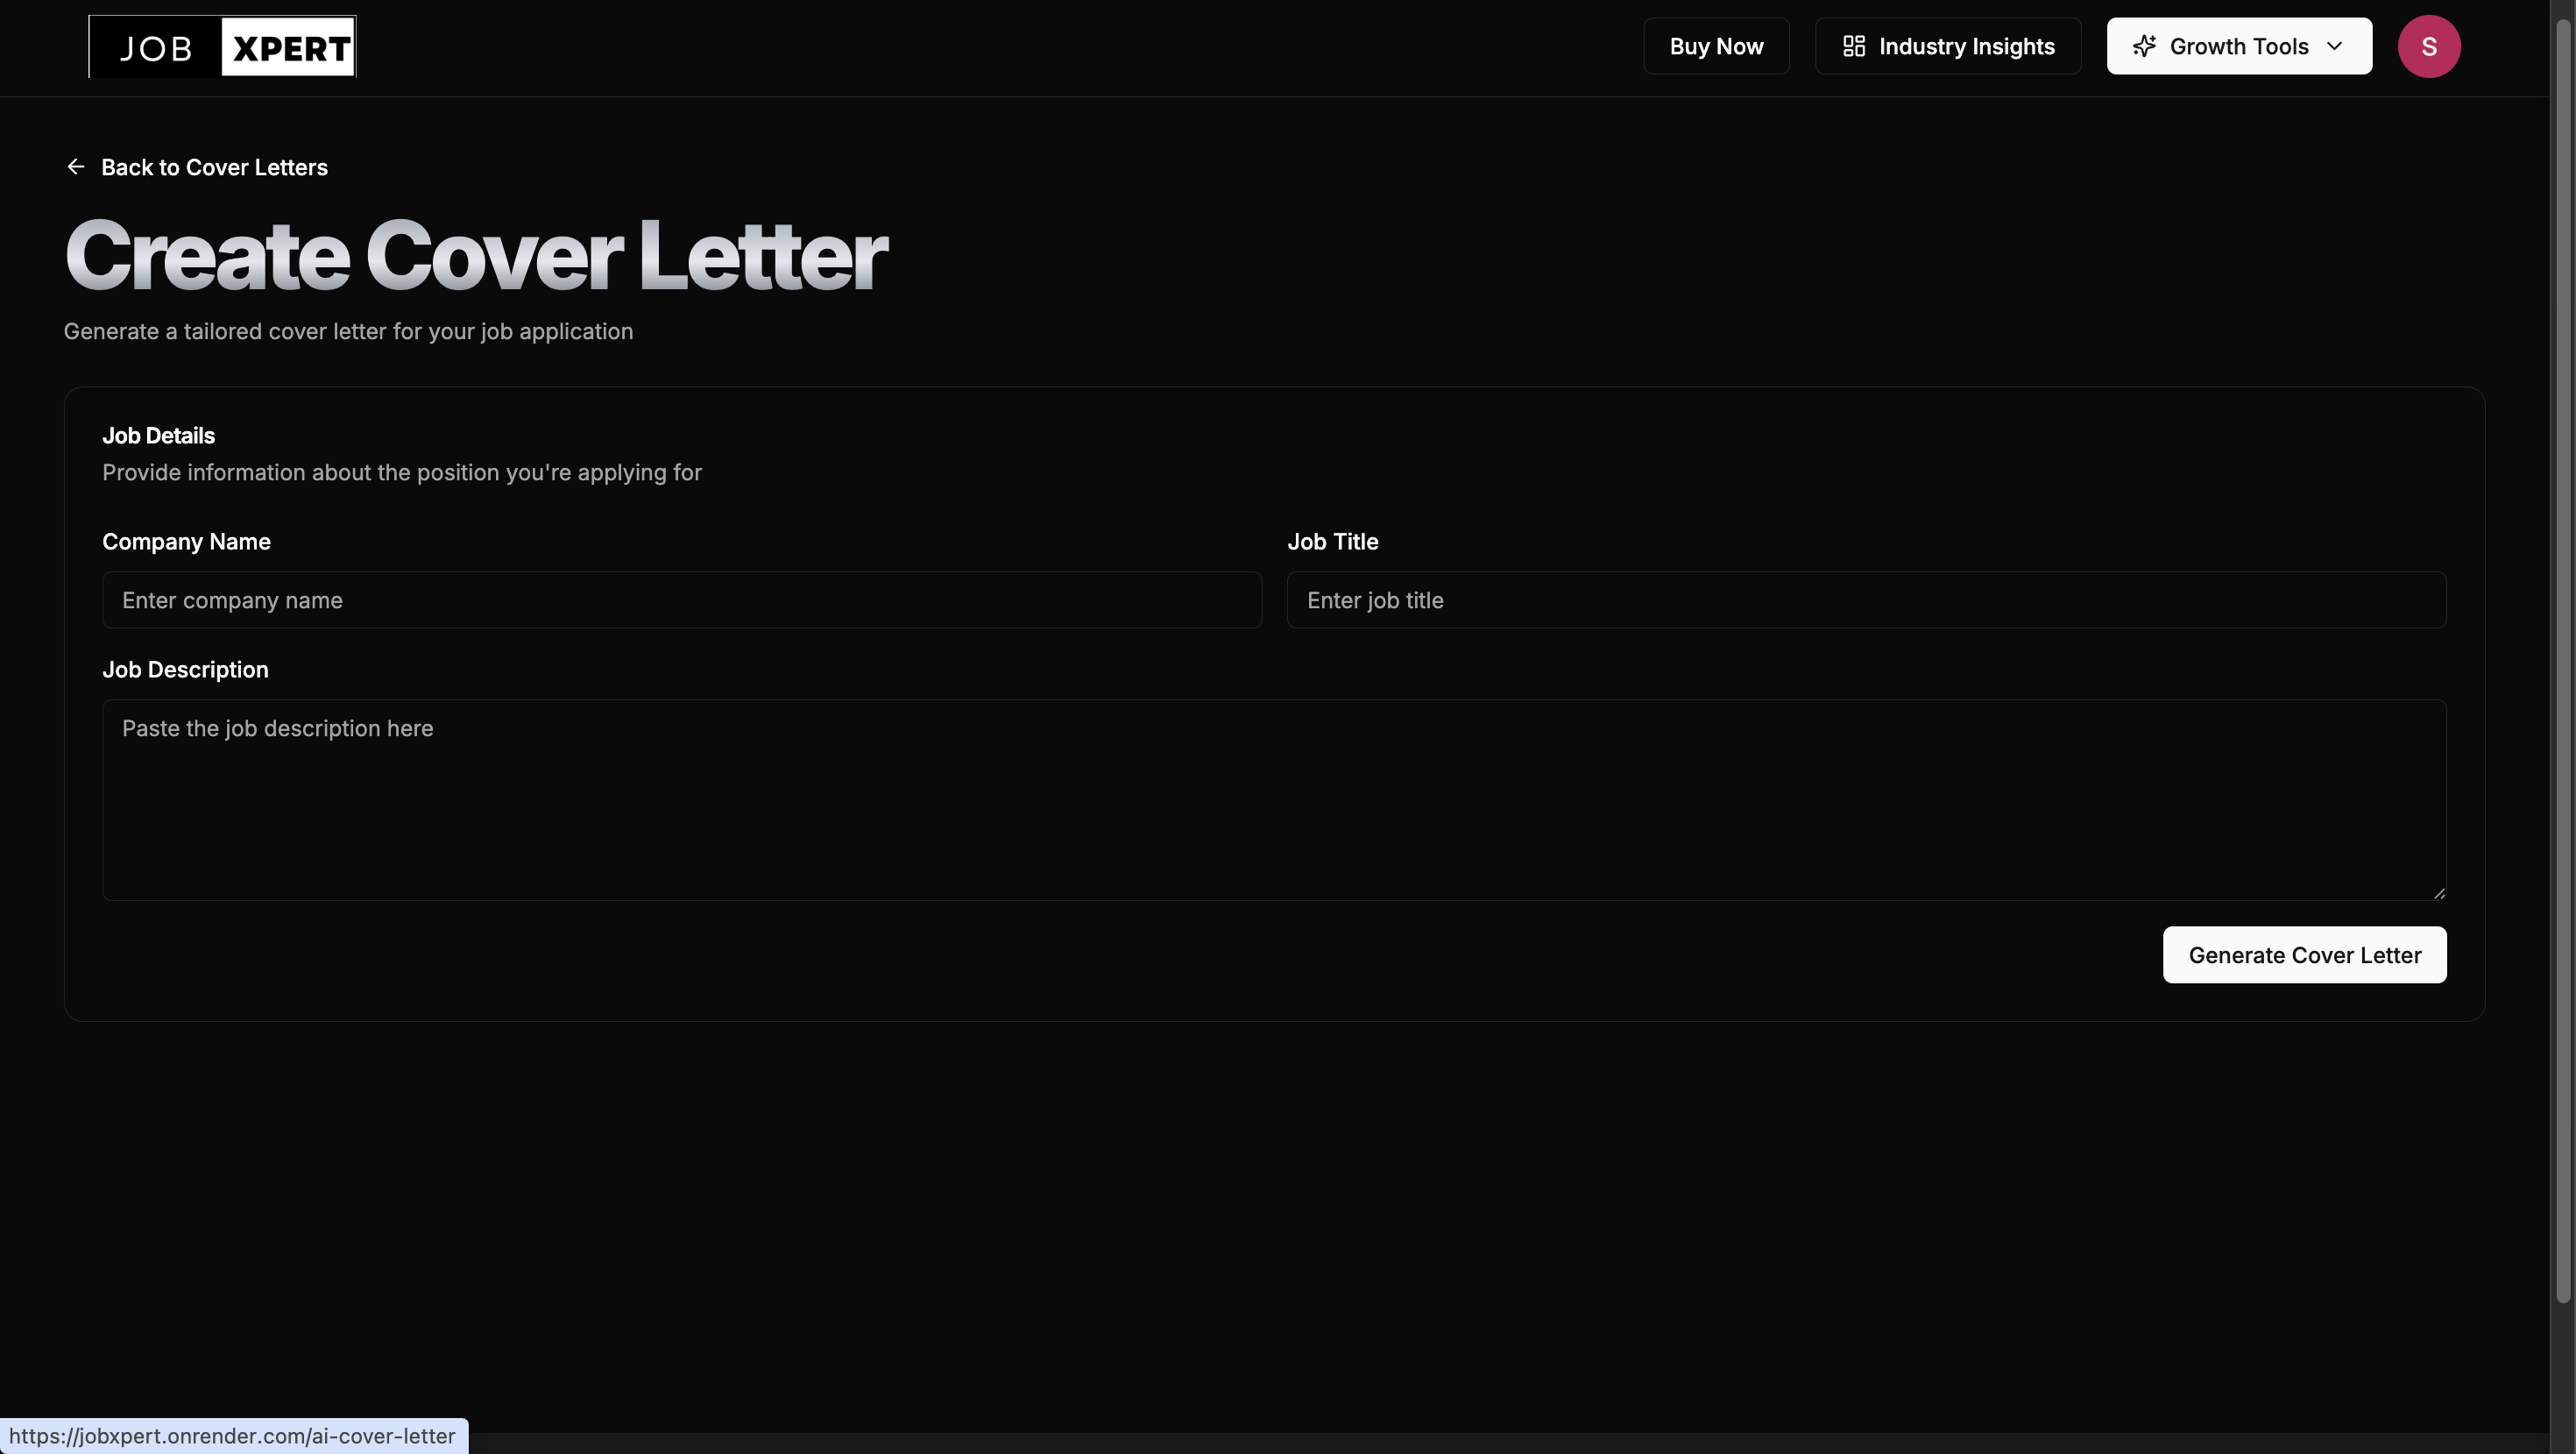 JOB XPERT
Buy Now
Industry Insights
Growth Tools
S
Back to Cover Letters
Create Cover Letter
Generate a tailored cover letter for your job application
Job Details
Provide information about the position you're applying for
Company Name
Job Title
Enter company name
Enter job title
Job Description
Paste the job description here
Generate Cover Letter
https://jobxpert.onrender.com/ai-cover-letter